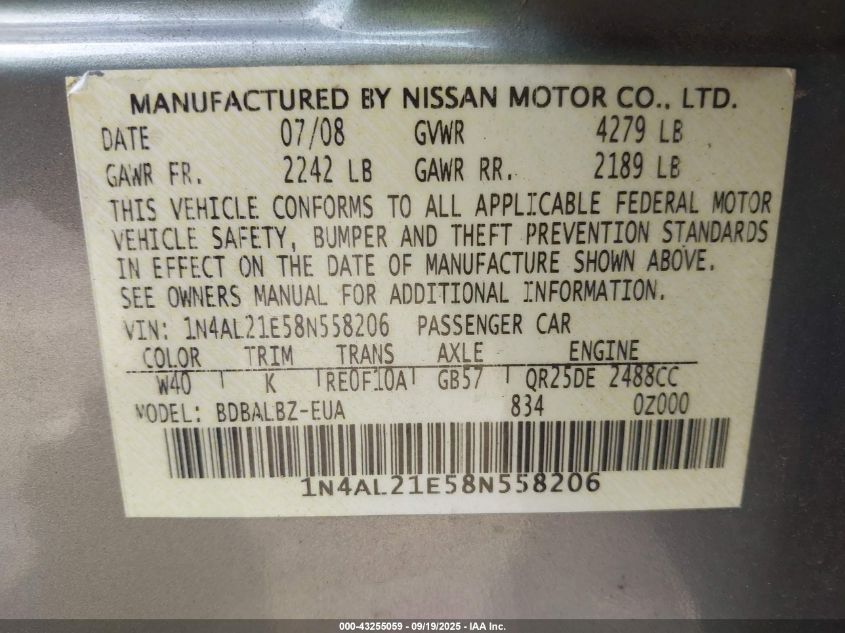 MANUFACTURED BY NISSAN MOTOR CO., LTD.
DATE 07/08 GVWR 4279 LB
GAWR FR. 2242 LB GAWR RR. 2189 LB
THIS VEHICLE CONFORMS TO ALL APPLICABLE FEDERAL MOTOR
VEHICLE SAFETY, BUMPER AND THEFT PREVENTION STANDARDS
IN EFFECT ON THE DATE OF MANUFACTURE SHOWN ABOVE.
SEE OWNERS MANUAL FOR ADDITIONAL INFORMATION.
VIN: 1N4AL21E58N558206 PASSENGER CAR
COLOR TRIM TRANS AXLE ENGINE
W40 K RE0F10A GB57 QR25DE 2488CC
MODEL: BDBALBZ-EUA 834 0Z000
1N4AL21E58N558206
000-43255059 - 09/19/2025 - IAA Inc.